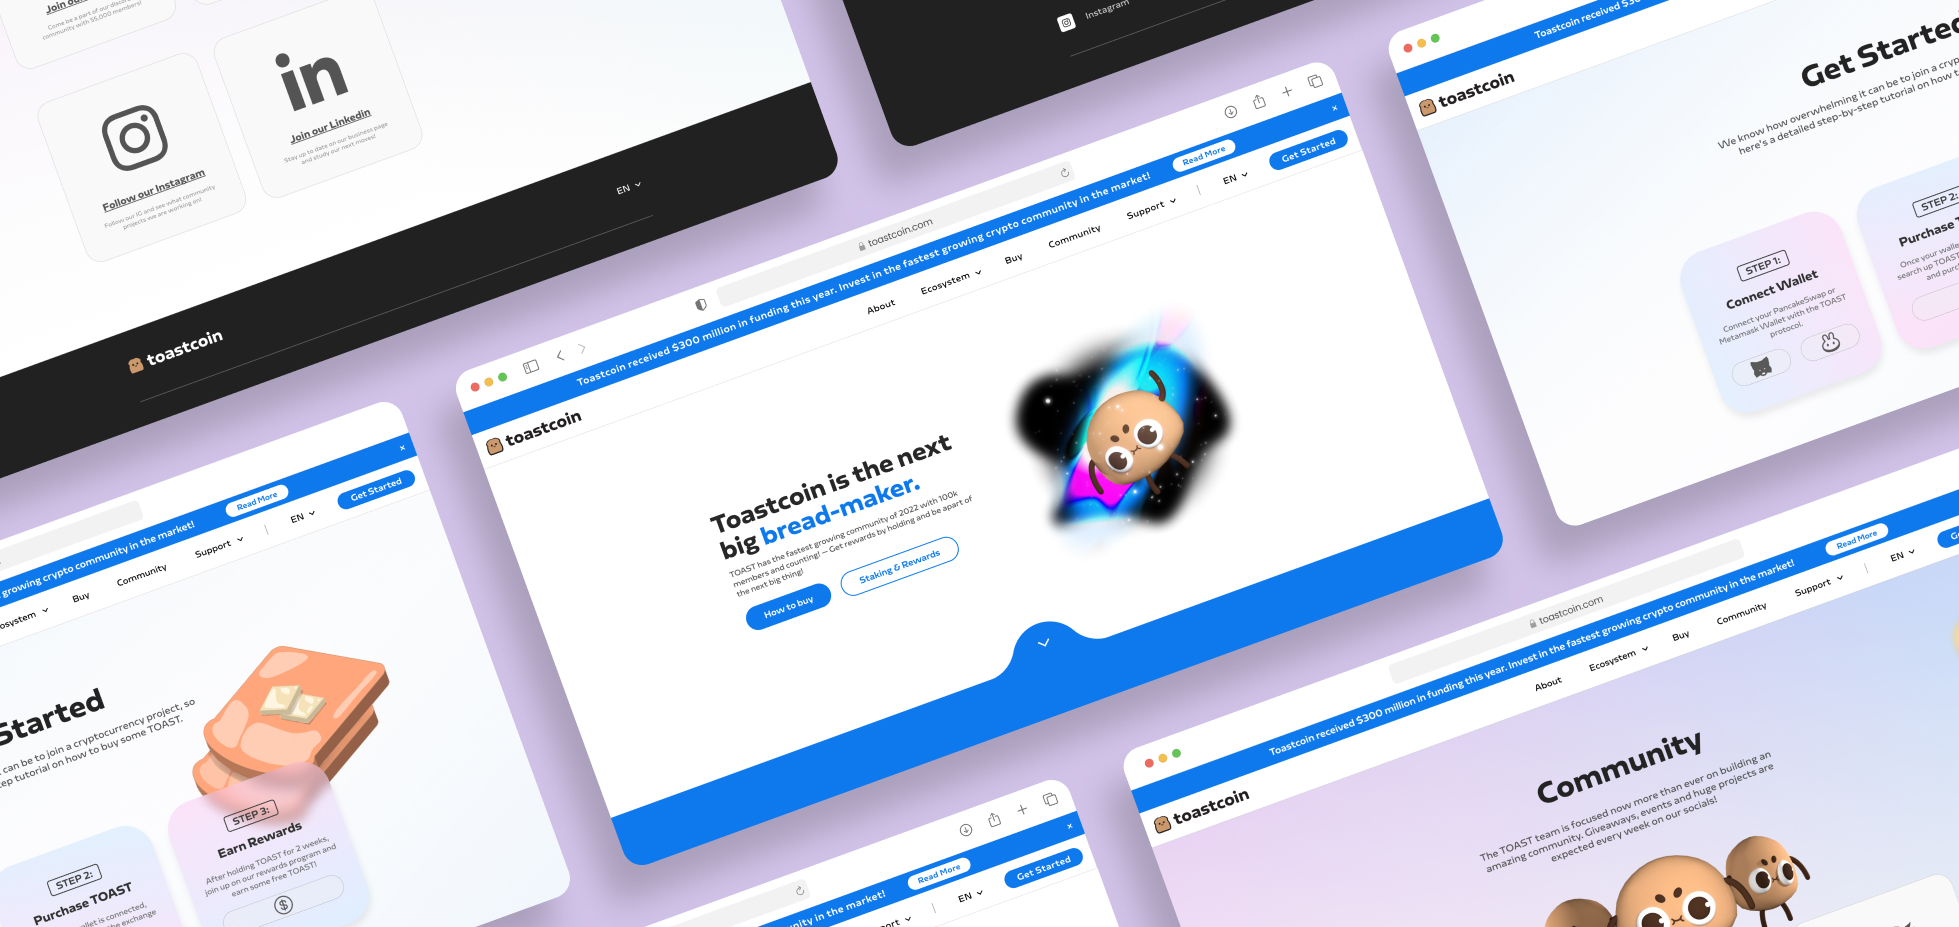 Join our
Come be a part of our
community with 55,000 members!
Follow our Instagram
Follow our IG and see what community
projects we are working on!
Join our Linkedin
Stay up to date on our business page
and study our next moves!
EN
toastcoin
Instagram
toastcoin.com
Toastcoin received $300 million in funding this year. Invest in the fastest growing crypto community in the market!
Read More
×
toastcoin
About
Ecosystem
Buy
Community
Support
EN
Get Started
Toastcoin is the next
big bread-maker.
TOAST has the fastest growing community of 2022 with 100k
members and counting! – Get rewards by holding and be apart of
the next big thing!
How to buy
Staking & Rewards
Toastcoin received $30
toastcoin
Get Started
We know how overwhelming it can be to join a cryp
here's a detailed step-by-step tutorial on how t
STEP 1:
Connect Wallet
Connect your PancakeSwap or
Metamask Wallet with the TOAST
protocol.
STEP 2:
Purchase T
Once your walle
search up TOAST
and purc
growing crypto community in the market!
Read More
×
osystem
Buy
Community
Support
EN
Get Started
Started
can be to join a cryptocurrency project, so
ep tutorial on how to buy some TOAST.
STEP 2:
Purchase TOAST
allet is connected,
he exchange
STEP 3:
Earn Rewards
After holding TOAST for 2 weeks,
join up on our rewards program and
earn some free TOAST!
unity in the market!
Read More
×
port
EN
Get Started
toastcoin.com
Toastcoin received $300 million in funding this year. Invest in the fastest growing crypto community in the market!
Read More
toastcoin
About
Ecosystem
Buy
Community
Support
EN
Ge
Community
The TOAST team is focused now more than ever on building an
amazing community. Giveaways, events and huge projects are
expected every week on our socials!